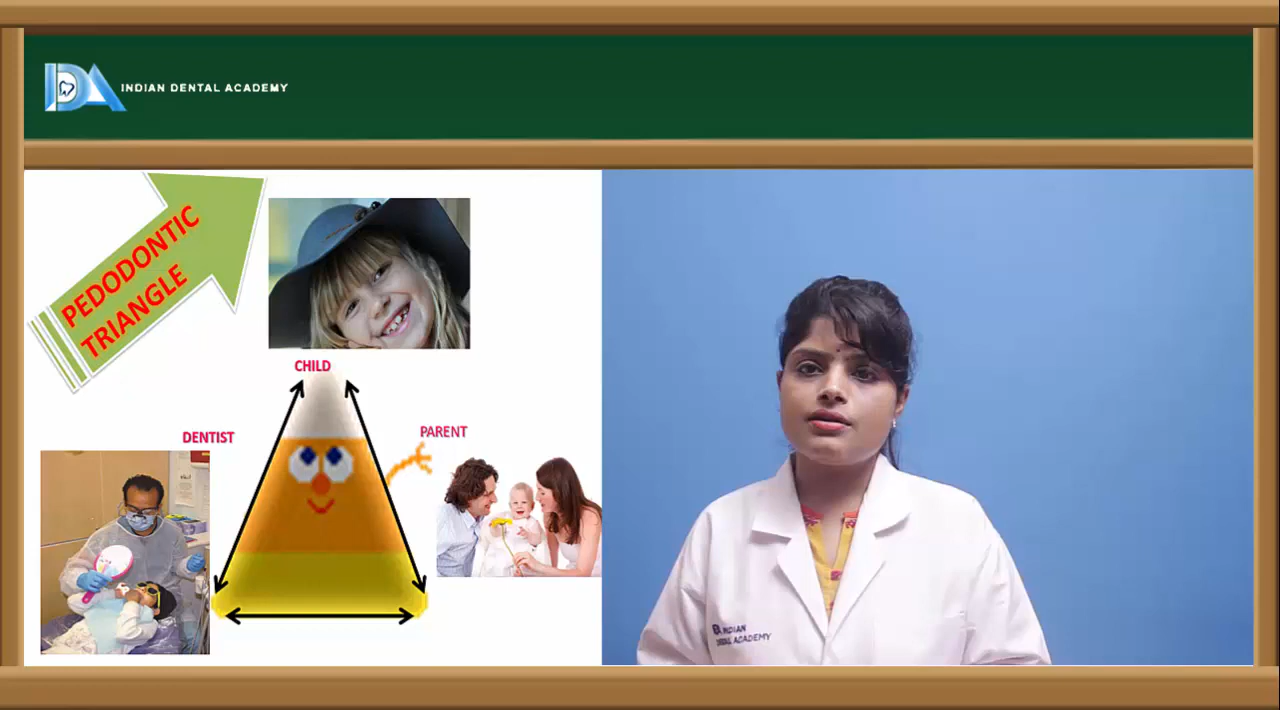 INDIAN DENTAL ACADEMY
PEDODONTIC
TRIANGLE
CHILD
DENTIST
PARENT
INDIAN
DENTAL ACADEMY